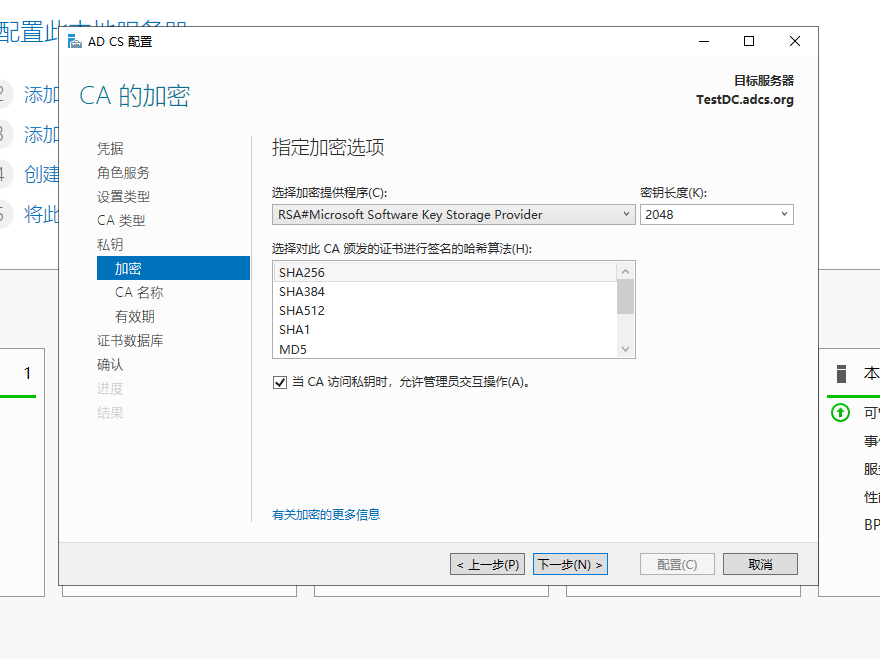 AD CS 配置
CA 的加密
目标服务器
TestDC.adcs.org
凭据
角色服务
设置类型
CA 类型
私钥
加密
CA 名称
有效期
证书数据库
确认
进度
结果
指定加密选项
选择加密提供程序(C):
密钥长度(K):
RSA#Microsoft Software Key Storage Provider
2048
选择对此 CA 颁发的证书进行签名的哈希算法(H):
SHA256
SHA384
SHA512
SHA1
MD5
当 CA 访问私钥时，允许管理员交互操作(A)。
有关加密的更多信息
< 上一步(P)
下一步(N) >
配置(C)
取消
配置此本地服务器
2 添加
3 添加
4 创建
5 将此
1
本
可
事
服
性
BP